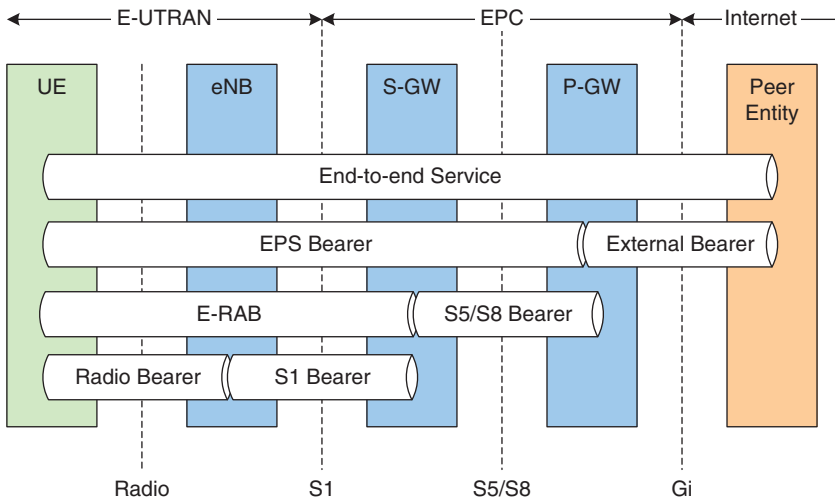 E-UTRAN EPC Internet
UE eNB S-GW P-GW Peer
Entity
End-to-end Service
EPS Bearer External Bearer
E-RAB S5/S8 Bearer
Radio Bearer S1 Bearer
Radio S1 S5/S8 Gi